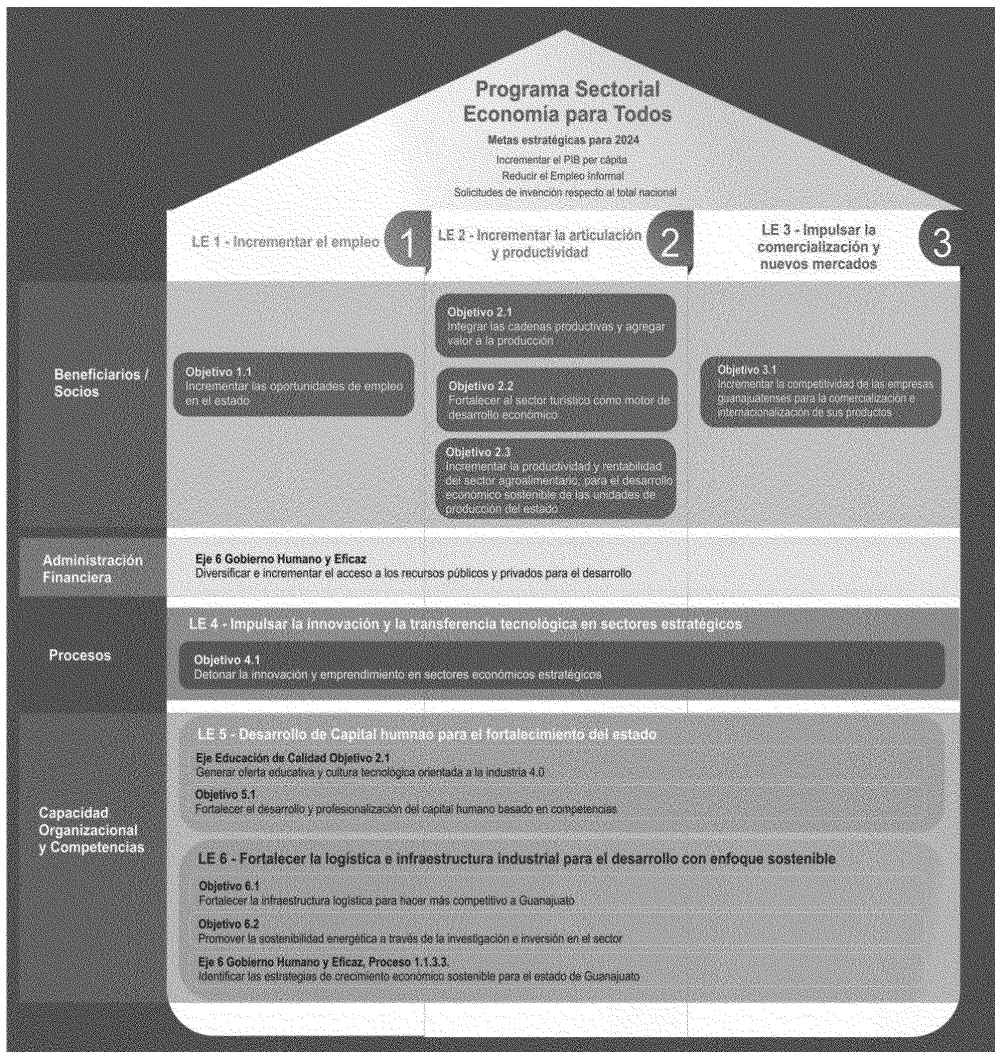 Programa Sectorial
Economía para Todos
Metas estratégicas para 2024
Incrementar el PIB per cápita
Reducir el Empleo Informal
Solicitudes de invención respecto al total nacional
LE 1 - Incrementar el empleo
1
LE 2 - Incrementar la articulación
y productividad
2
LE 3 - Impulsar la
comercialización y
nuevos mercados
3
Beneficiarios /
Socios
Objetivo 1.1
Incrementar las oportunidades de empleo
en el estado
Objetivo 2.1
Integrar las cadenas productivas y agregar
valor a la producción
Objetivo 2.2
Fortalecer al sector turístico como motor de
desarrollo económico
Objetivo 2.3
Incrementar la productividad y rentabilidad
del sector agroalimentario, para el desarrollo
económico sostenible de las unidades de
producción del estado
Objetivo 3.1
Incrementar la competitividad de las empresas
guanajuatenses para la comercialización e
internacionalización de sus productos
Administración
Financiera
Eje 6 Gobierno Humano y Eficaz
Diversificar e incrementar el acceso a los recursos públicos y privados para el desarrollo
Procesos
LE 4 - Impulsar la innovación y la transferencia tecnológica en sectores estratégicos
Objetivo 4.1
Detonar la innovación y emprendimiento en sectores económicos estratégicos
Capacidad
Organizacional
y Competencias
LE 5 - Desarrollo de Capital humnao para el fortalecimiento del estado
Eje Educación de Calidad Objetivo 2.1
Generar oferta educativa y cultura tecnológica orientada a la industria 4.0
Objetivo 5.1
Fortalecer el desarrollo y profesionalización del capital humano basado en competencias
LE 6 - Fortalecer la logística e infraestructura industrial para el desarrollo con enfoque sostenible
Objetivo 6.1
Fortalecer la infraestructura logística para hacer más competitivo a Guanajuato
Objetivo 6.2
Promover la sostenibilidad energética a través de la investigación e inversión en el sector
Eje 6 Gobierno Humano y Eficaz, Proceso 1.1.3.3.
Identificar las estrategias de crecimiento económico sostenible para el estado de Guanajuato